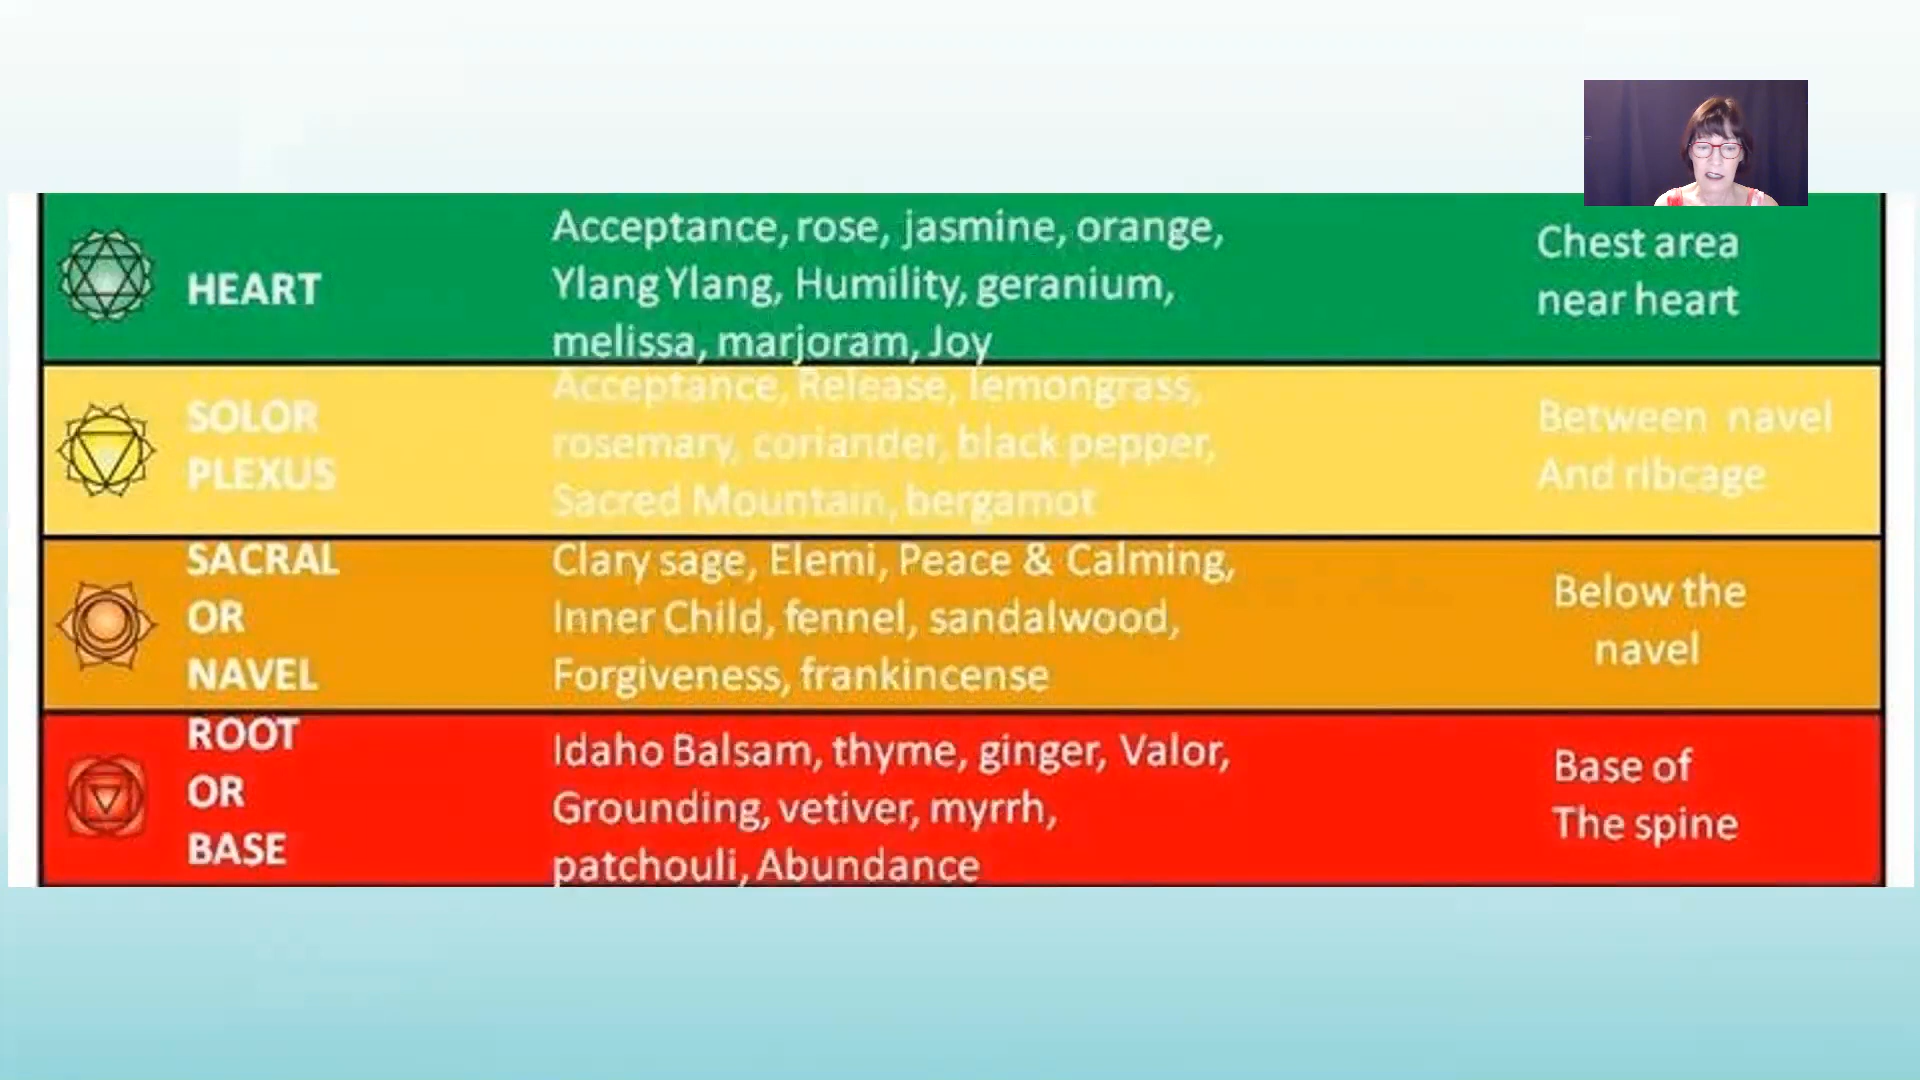 HEART
Acceptance, rose, jasmine, orange,
Ylang Ylang, Humility, geranium,
melissa, marjoram, Joy
Chest area
near heart
SOLOR
PLEXUS
Acceptance, Release, lemongrass,
rosemary, coriander, black pepper,
Sacred Mountain, bergamot
Between navel
And ribcage
SACRAL
OR
NAVEL
Clary sage, Elemi, Peace & Calming,
Inner Child, fennel, sandalwood,
Forgiveness, frankincense
Below the
navel
ROOT
OR
BASE
Idaho Balsam, thyme, ginger, Valor,
Grounding, vetiver, myrrh,
patchouli, Abundance
Base of
The spine